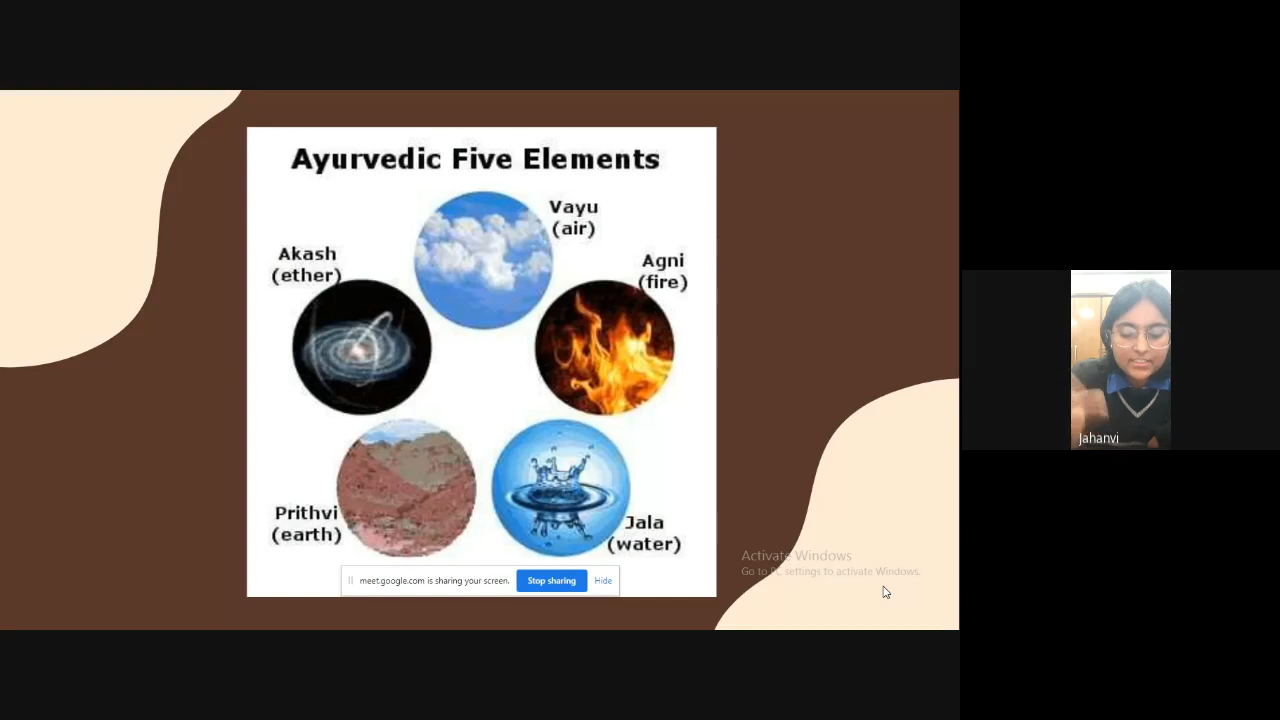 Ayurvedic Five Elements
Vayu
(air)
Akash
(ether)
Agni
(fire)
Prithvi
(earth)
Jala
(water)
meet.google.com is sharing your screen. Stop sharing Hide
Activate Windows
Go to PC settings to activate Windows.
Jahanvi